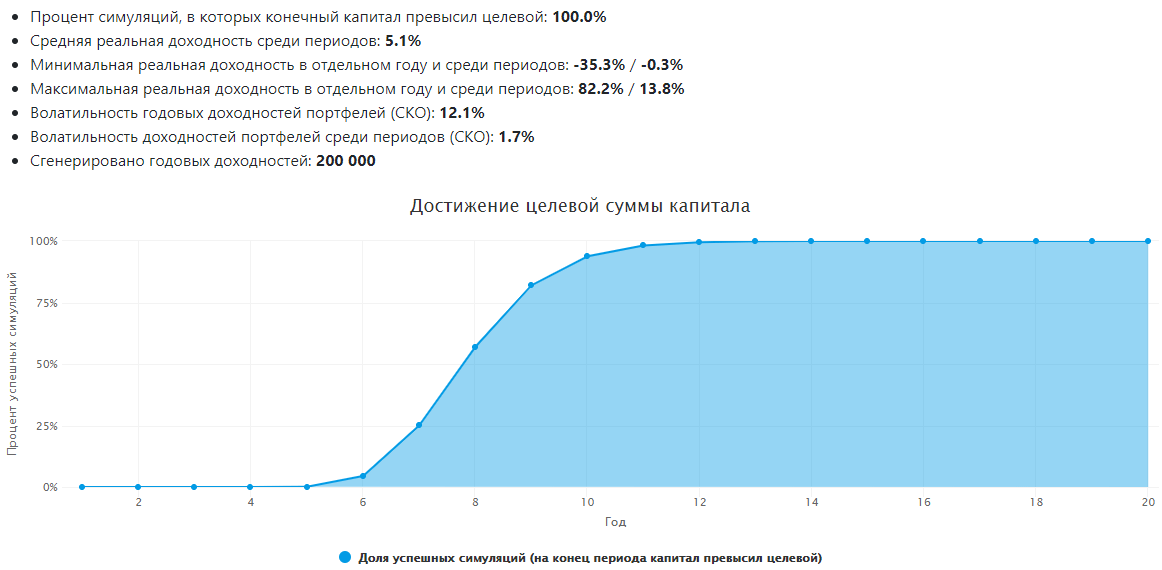 Процент симуляций, в которых конечный капитал превысил целевой: 100.0%
Средняя реальная доходность среди периодов: 5.1%
Минимальная реальная доходность в отдельном году и среди периодов: -35.3% / -0.3%
Максимальная реальная доходность в отдельном году и среди периодов: 82.2% / 13.8%
Волатильность годовых доходностей портфелей (СКО): 12.1%
Волатильность доходностей портфелей среди периодов (СКО): 1.7%
Сгенерировано годовых доходностей: 200 000
Достижение целевой суммы капитала
Процент успешных симуляций
100%
75%
50%
25%
0%
2 4 6 8 10 12 14 16 18 20
Год
Доля успешных симуляций (на конец периода капитал превысил целевой)